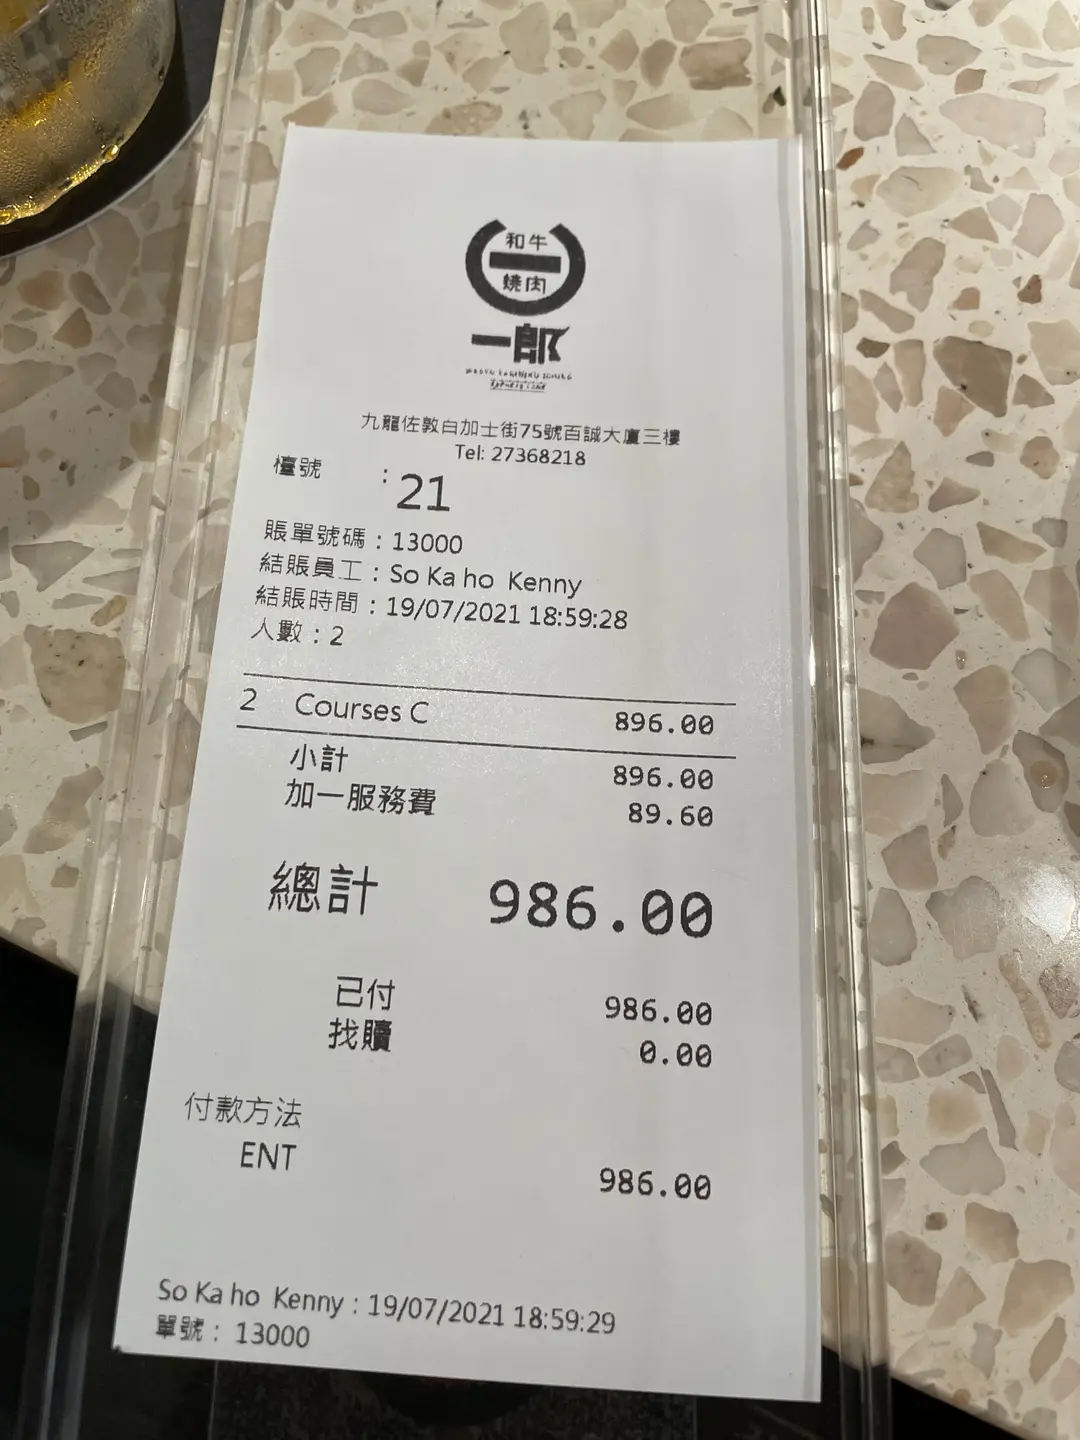 和牛
燒肉
一郎
九龍佐敦白加士街75號百誠大廈三樓
Tel: 27368218
檯號 : 21
賬單號碼 : 13000
結賬員工 : So Ka ho Kenny
結賬時間 : 19/07/2021 18:59:28
人數 : 2
2 Courses C 896.00
小計 896.00
加一服務費 89.60
總計 986.00
已付 986.00
找贖 0.00
付款方法
ENT 986.00
So Ka ho Kenny : 19/07/2021 18:59:29
單號 : 13000